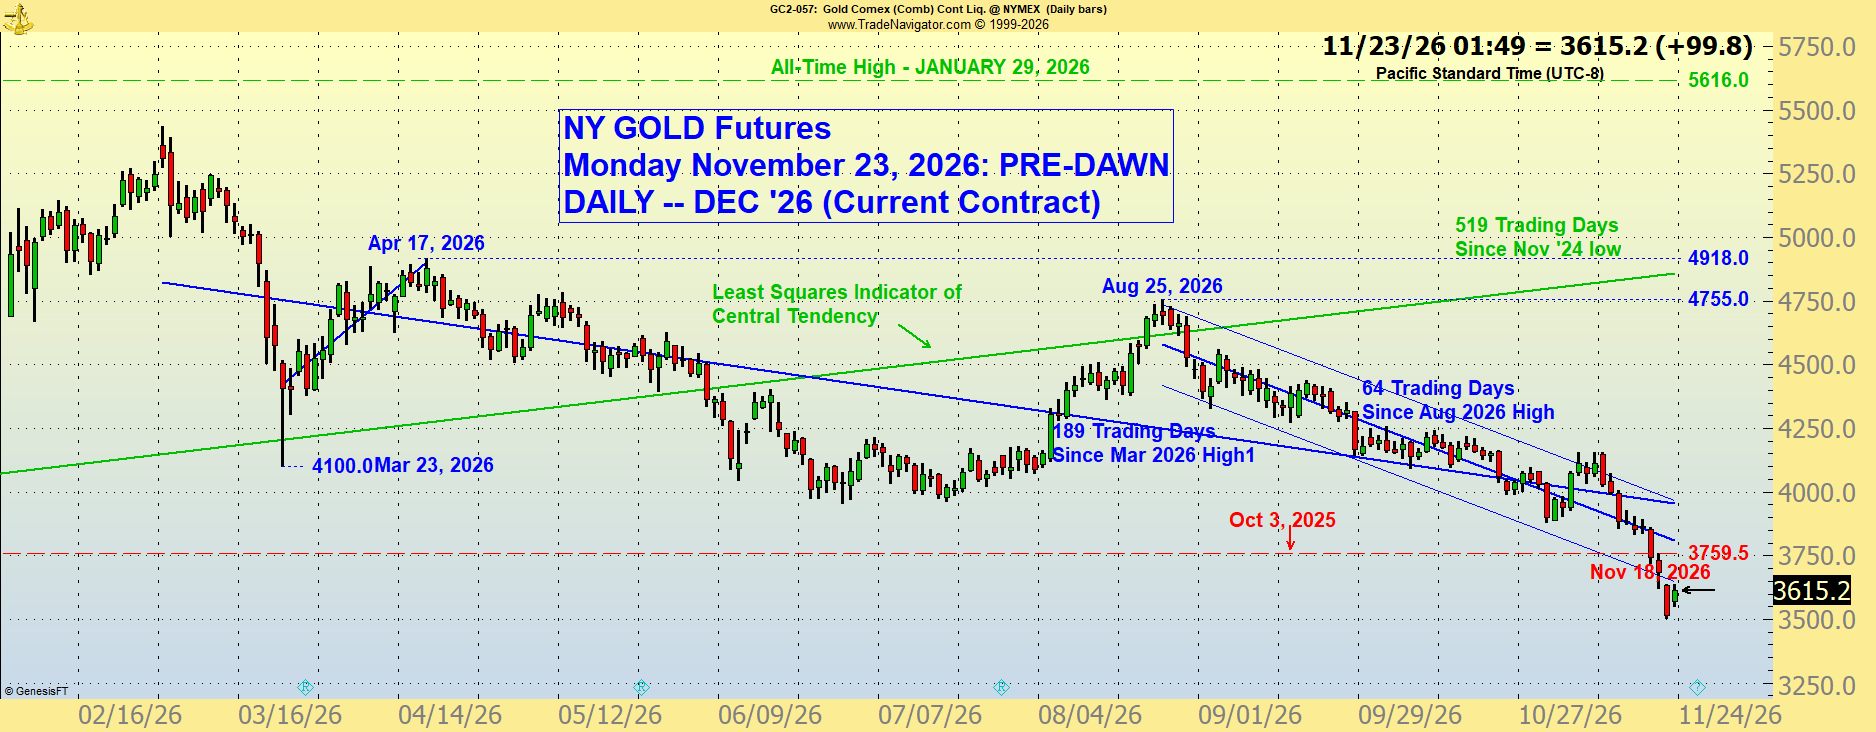 GC2-057:  Gold Comex (Comb) Cont Liq. @ NYMEX  (Daily bars)
www.TradeNavigator.com © 1999-2026
11/23/26 01:49 = 3615.2 (+99.8)
Pacific Standard Time (UTC-8)
All-Time High - JANUARY 29, 2026
NY GOLD Futures
Monday November 23, 2026: PRE-DAWN
DAILY -- DEC '26 (Current Contract)
519 Trading Days
Since Nov '24 low
Apr 17, 2026
Aug 25, 2026
Least Squares Indicator of
Central Tendency
64 Trading Days
Since Aug 2026 High
189 Trading Days
Since Mar 2026 High1
4100.0 Mar 23, 2026
Oct 3, 2025
Nov 18, 2026
5616.0
4918.0
4755.0
3759.5
5750.0
5500.0
5250.0
5000.0
4750.0
4500.0
4250.0
4000.0
3750.0
3615.2
3500.0
3250.0
© GenesisFT
R
R
R
?
02/16/26
03/16/26
04/14/26
05/12/26
06/09/26
07/07/26
08/04/26
09/01/26
09/29/26
10/27/26
11/24/26